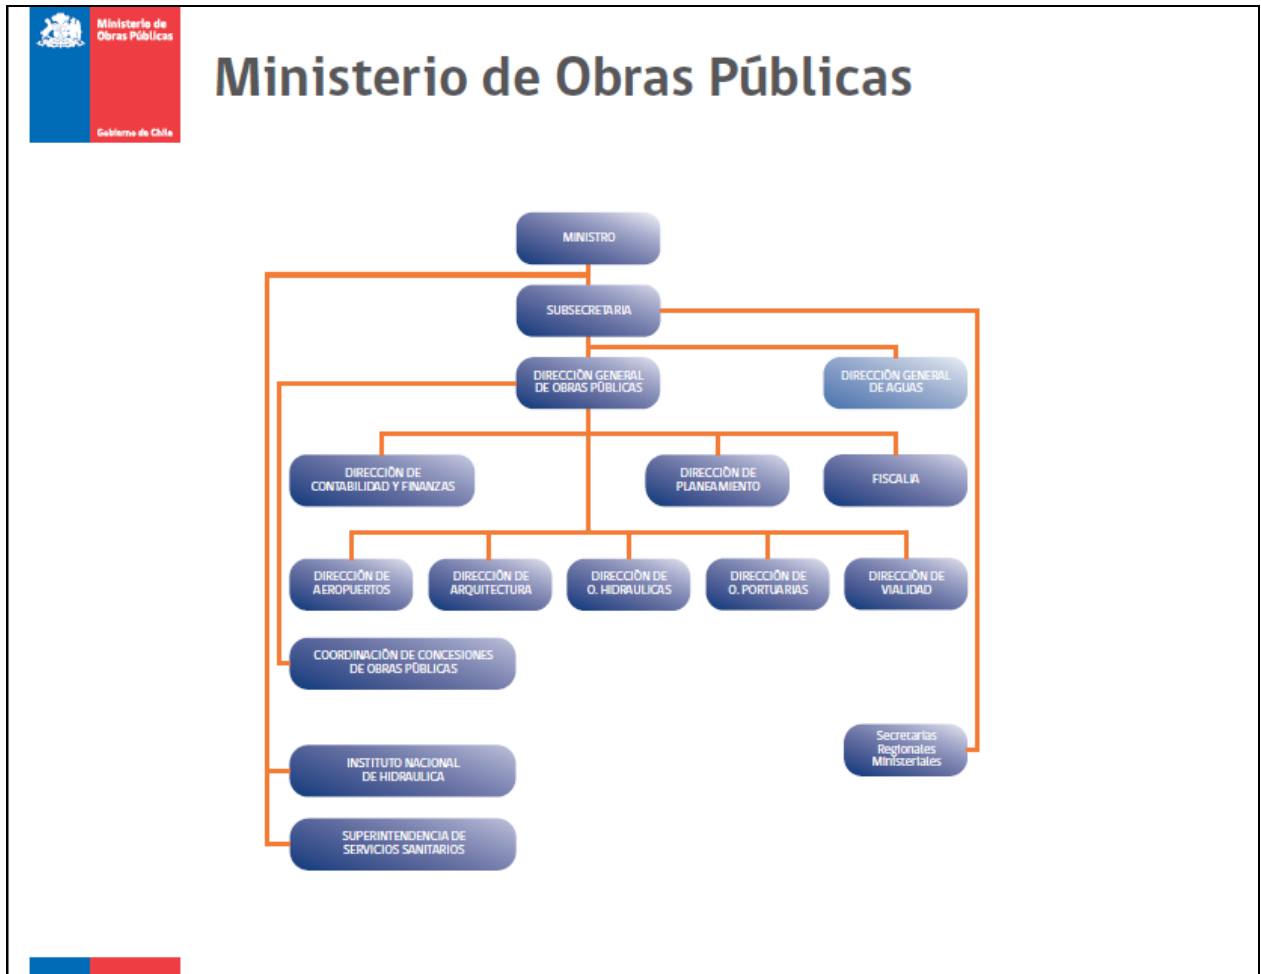 Ministerio de
Obras Públicas
Gobierno de Chile
Ministerio de Obras Públicas
MINISTRO
SUBSECRETARIA
DIRECCIÓN GENERAL
DE OBRAS PÚBLICAS
DIRECCIÓN GENERAL
DE AGUAS
DIRECCIÓN DE
CONTABILIDAD Y FINANZAS
DIRECCIÓN DE
PLANEAMIENTO
FISCALIA
DIRECCIÓN DE
AEROPUERTOS
DIRECCIÓN DE
ARQUITECTURA
DIRECCIÓN DE
O. HIDRAULICAS
DIRECCIÓN DE
O. PORTUARIAS
DIRECCIÓN DE
VIALIDAD
COORDINACIÓN DE CONCESIONES
DE OBRAS PÚBLICAS
Secretarias
Regionales
Ministeriales
INSTITUTO NACIONAL
DE HIDRAULICA
SUPERINTENDENCIA DE
SERVICIOS SANITARIOS